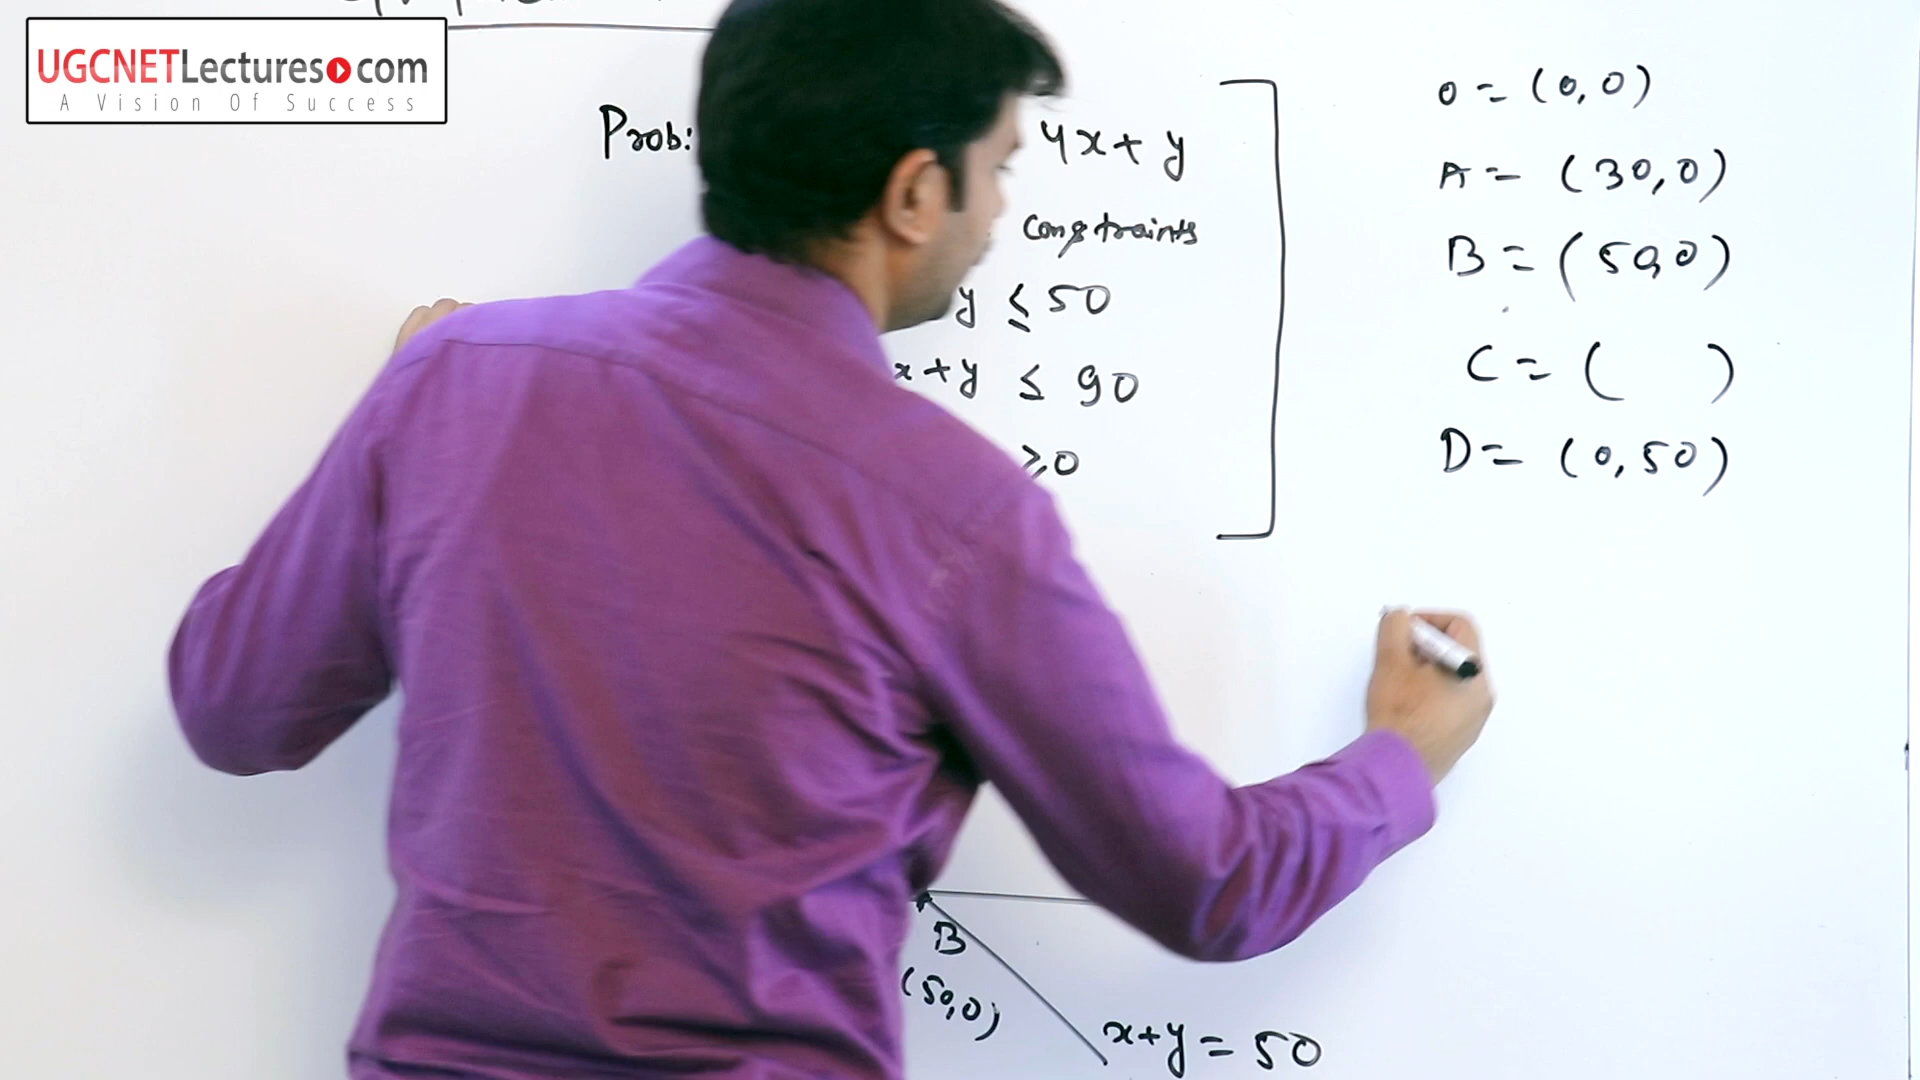 UGCNETLectures.com
A Vision Of Success
Prob: 4x + y
constraints
y ≤ 50
x + y ≤ 90
≥ 0
O = (0,0)
A = (30,0)
B = (50,0)
C = ( )
D = (0,50)
B
(50,0)
x+y = 50